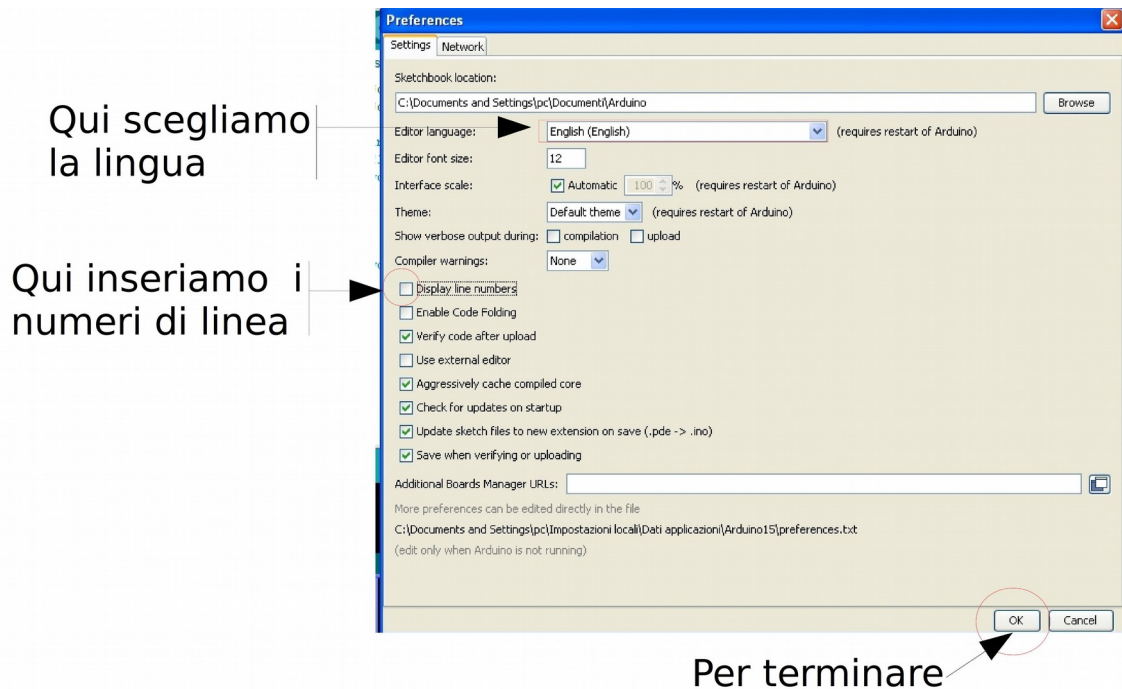 Preferences
Settings Network
Sketchbook location:
C:\Documents and Settings\pc\Documenti\Arduino Browse
Qui scegliamo
la lingua
Editor language: English (English) (requires restart of Arduino)
Editor font size: 12
Interface scale: Automatic 100 % (requires restart of Arduino)
Theme: Default theme (requires restart of Arduino)
Show verbose output during: compilation upload
Compiler warnings: None
Qui inseriamo i
numeri di linea
Display line numbers
Enable Code Folding
Verify code after upload
Use external editor
Aggressively cache compiled core
Check for updates on startup
Update sketch files to new extension on save (.pde -> .ino)
Save when verifying or uploading
Additional Boards Manager URLs:
More preferences can be edited directly in the file
C:\Documents and Settings\pc\Impostazioni locali\Dati applicazioni\Arduino15\preferences.txt
(edit only when Arduino is not running)
OK Cancel
Per terminare